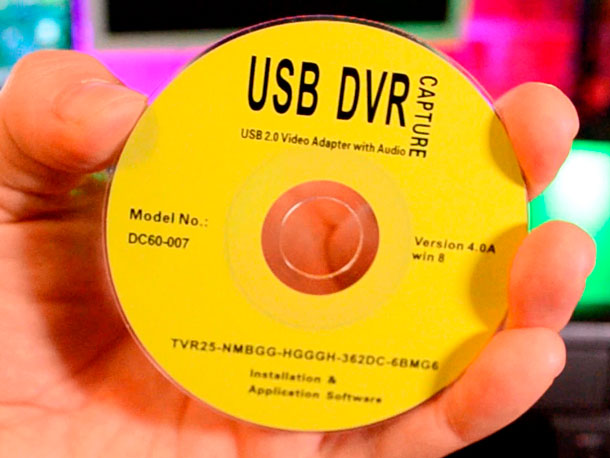 USB DVR
CAPTURE
USB 2.0 Video Adapter with Audio
Model No.:
DC60-007
Version 4.0A
win 8
TVR25-NMBGG-HGGGH-362DC-6BMG6
Installation &
Application Software